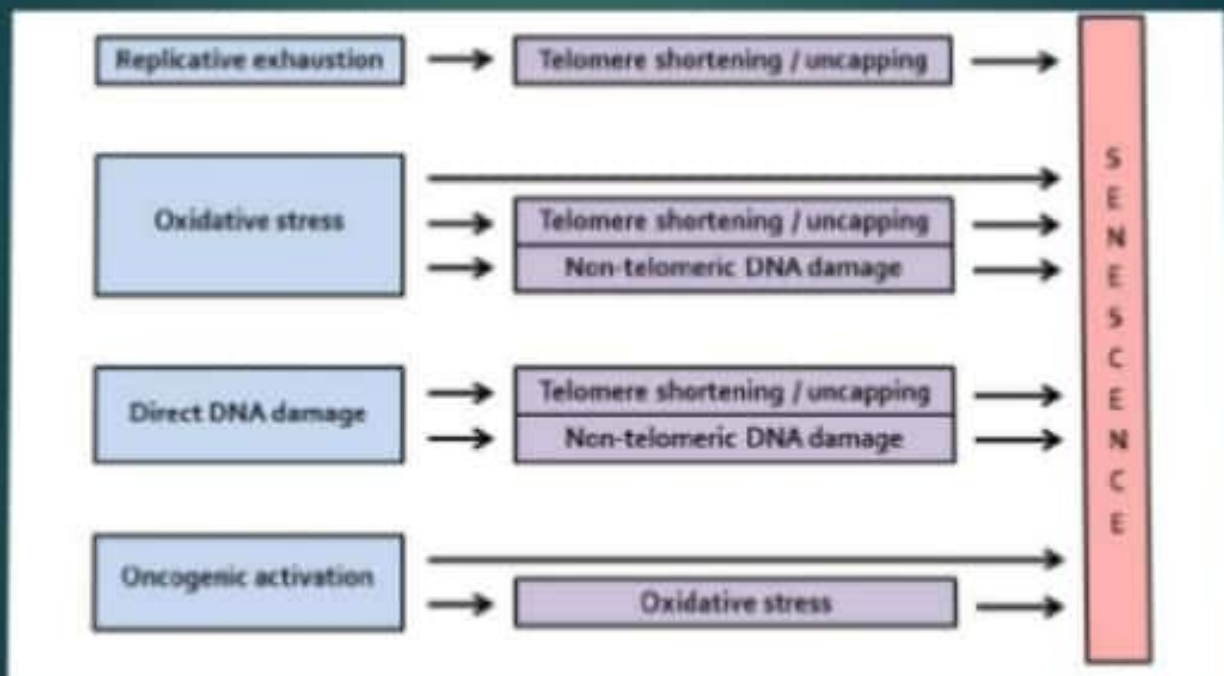 Replicative exhaustion
Telomere shortening / uncapping
Oxidative stress
Telomere shortening / uncapping
Non-telomeric DNA damage
Direct DNA damage
Telomere shortening / uncapping
Non-telomeric DNA damage
Oncogenic activation
Oxidative stress
SENESCENCE